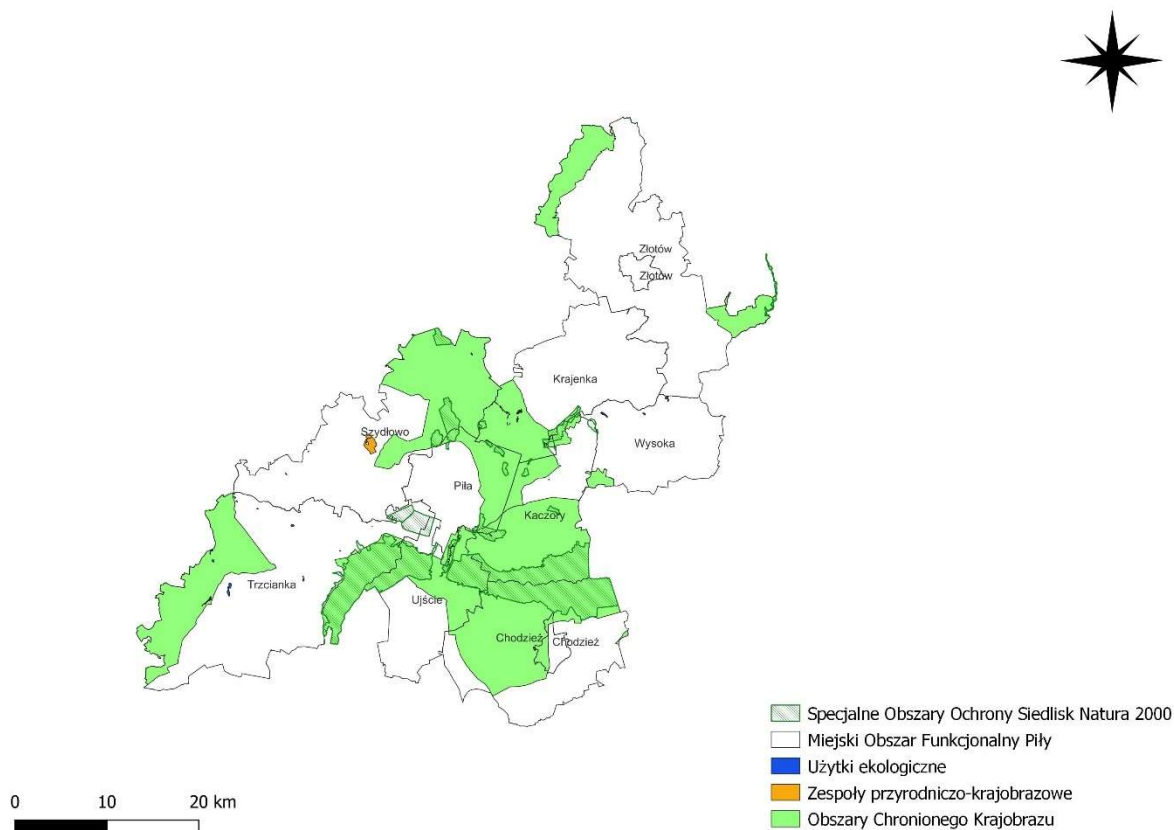 Złotów
Złotów
Krajenka
Szydłowo
Wysoka
Piła
Kaczory
Trzcianka
Ujście
Chodzież
Chodzież
Specjalne Obszary Ochrony Siedlisk Natura 2000
Miejski Obszar Funkcjonalny Piły
Użytki ekologiczne
Zespoły przyrodniczo-krajobrazowe
Obszary Chronionego Krajobrazu
0 10 20 km